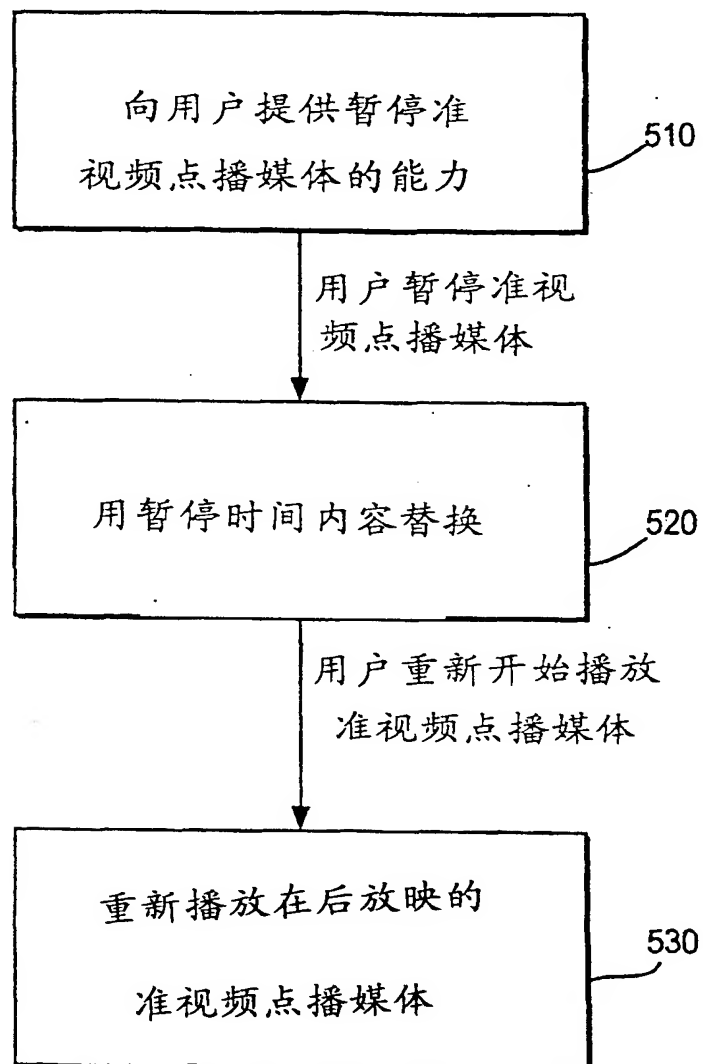 向用户提供暂停准
视频点播媒体的能力
510
用户暂停准视
频点播媒体
用暂停时间内容替换
520
用户重新开始播放
准视频点播媒体
重新播放在后放映的
准视频点播媒体
530